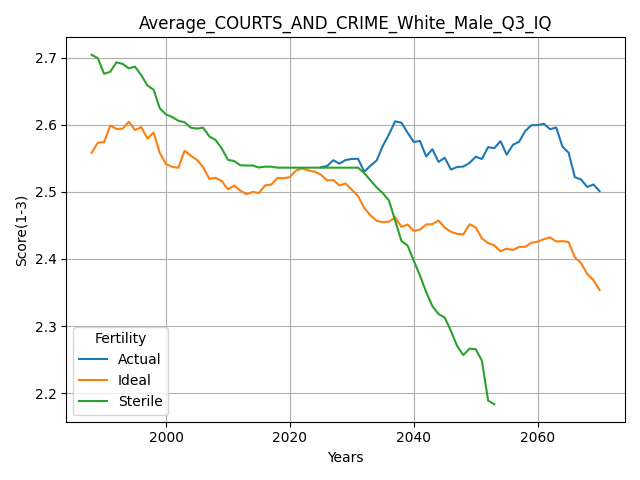 Average_COURTS_AND_CRIME_White_Male_Q3_IQ
Score(1-3)
2.7
2.6
2.5
2.4
2.3
2.2
Fertility
Actual
Ideal
Sterile
2000
2020
2040
2060
Years